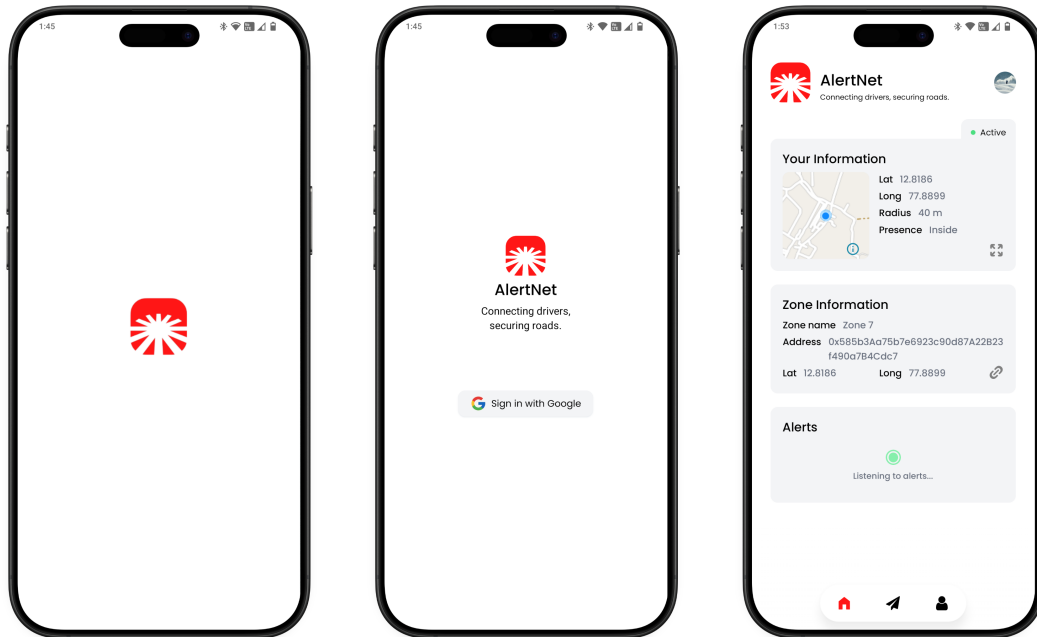 1:45
1:45
AlertNet
Connecting drivers,
securing roads.
Sign in with Google
1:53
AlertNet
Connecting drivers, securing roads.
Active
Your Information
Lat 12.8186
Long 77.8899
Radius 40 m
Presence Inside
Zone Information
Zone name Zone 7
Address 0x585b3Aa75b7e6923c90d87A22B23
f490a7B4Cdc7
Lat 12.8186 Long 77.8899
Alerts
Listening to alerts...